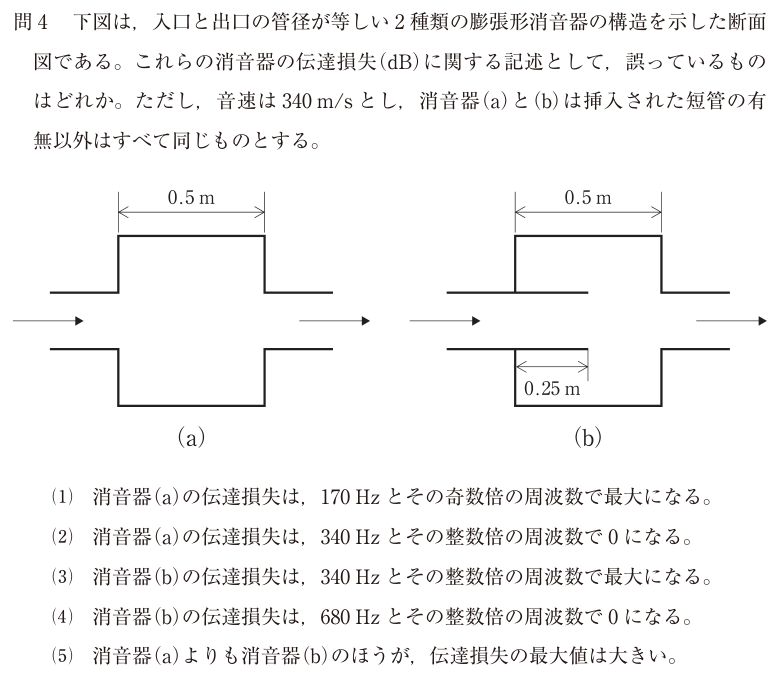 問4　下図は，入口と出口の管径が等しい2種類の膨張形消音器の構造を示した断面
図である。これらの消音器の伝達損失(dB)に関する記述として，誤っているもの
はどれか。ただし，音速は340 m/sとし，消音器(a)と(b)は挿入された短管の有
無以外はすべて同じものとする。
0.5 m
0.5 m
0.25 m
(a)
(b)
⑴　消音器(a)の伝達損失は，170 Hzとその奇数倍の周波数で最大になる。
⑵　消音器(a)の伝達損失は，340 Hzとその整数倍の周波数で0になる。
⑶　消音器(b)の伝達損失は，340 Hzとその整数倍の周波数で最大になる。
⑷　消音器(b)の伝達損失は，680 Hzとその整数倍の周波数で0になる。
⑸　消音器(a)よりも消音器(b)のほうが，伝達損失の最大値は大きい。